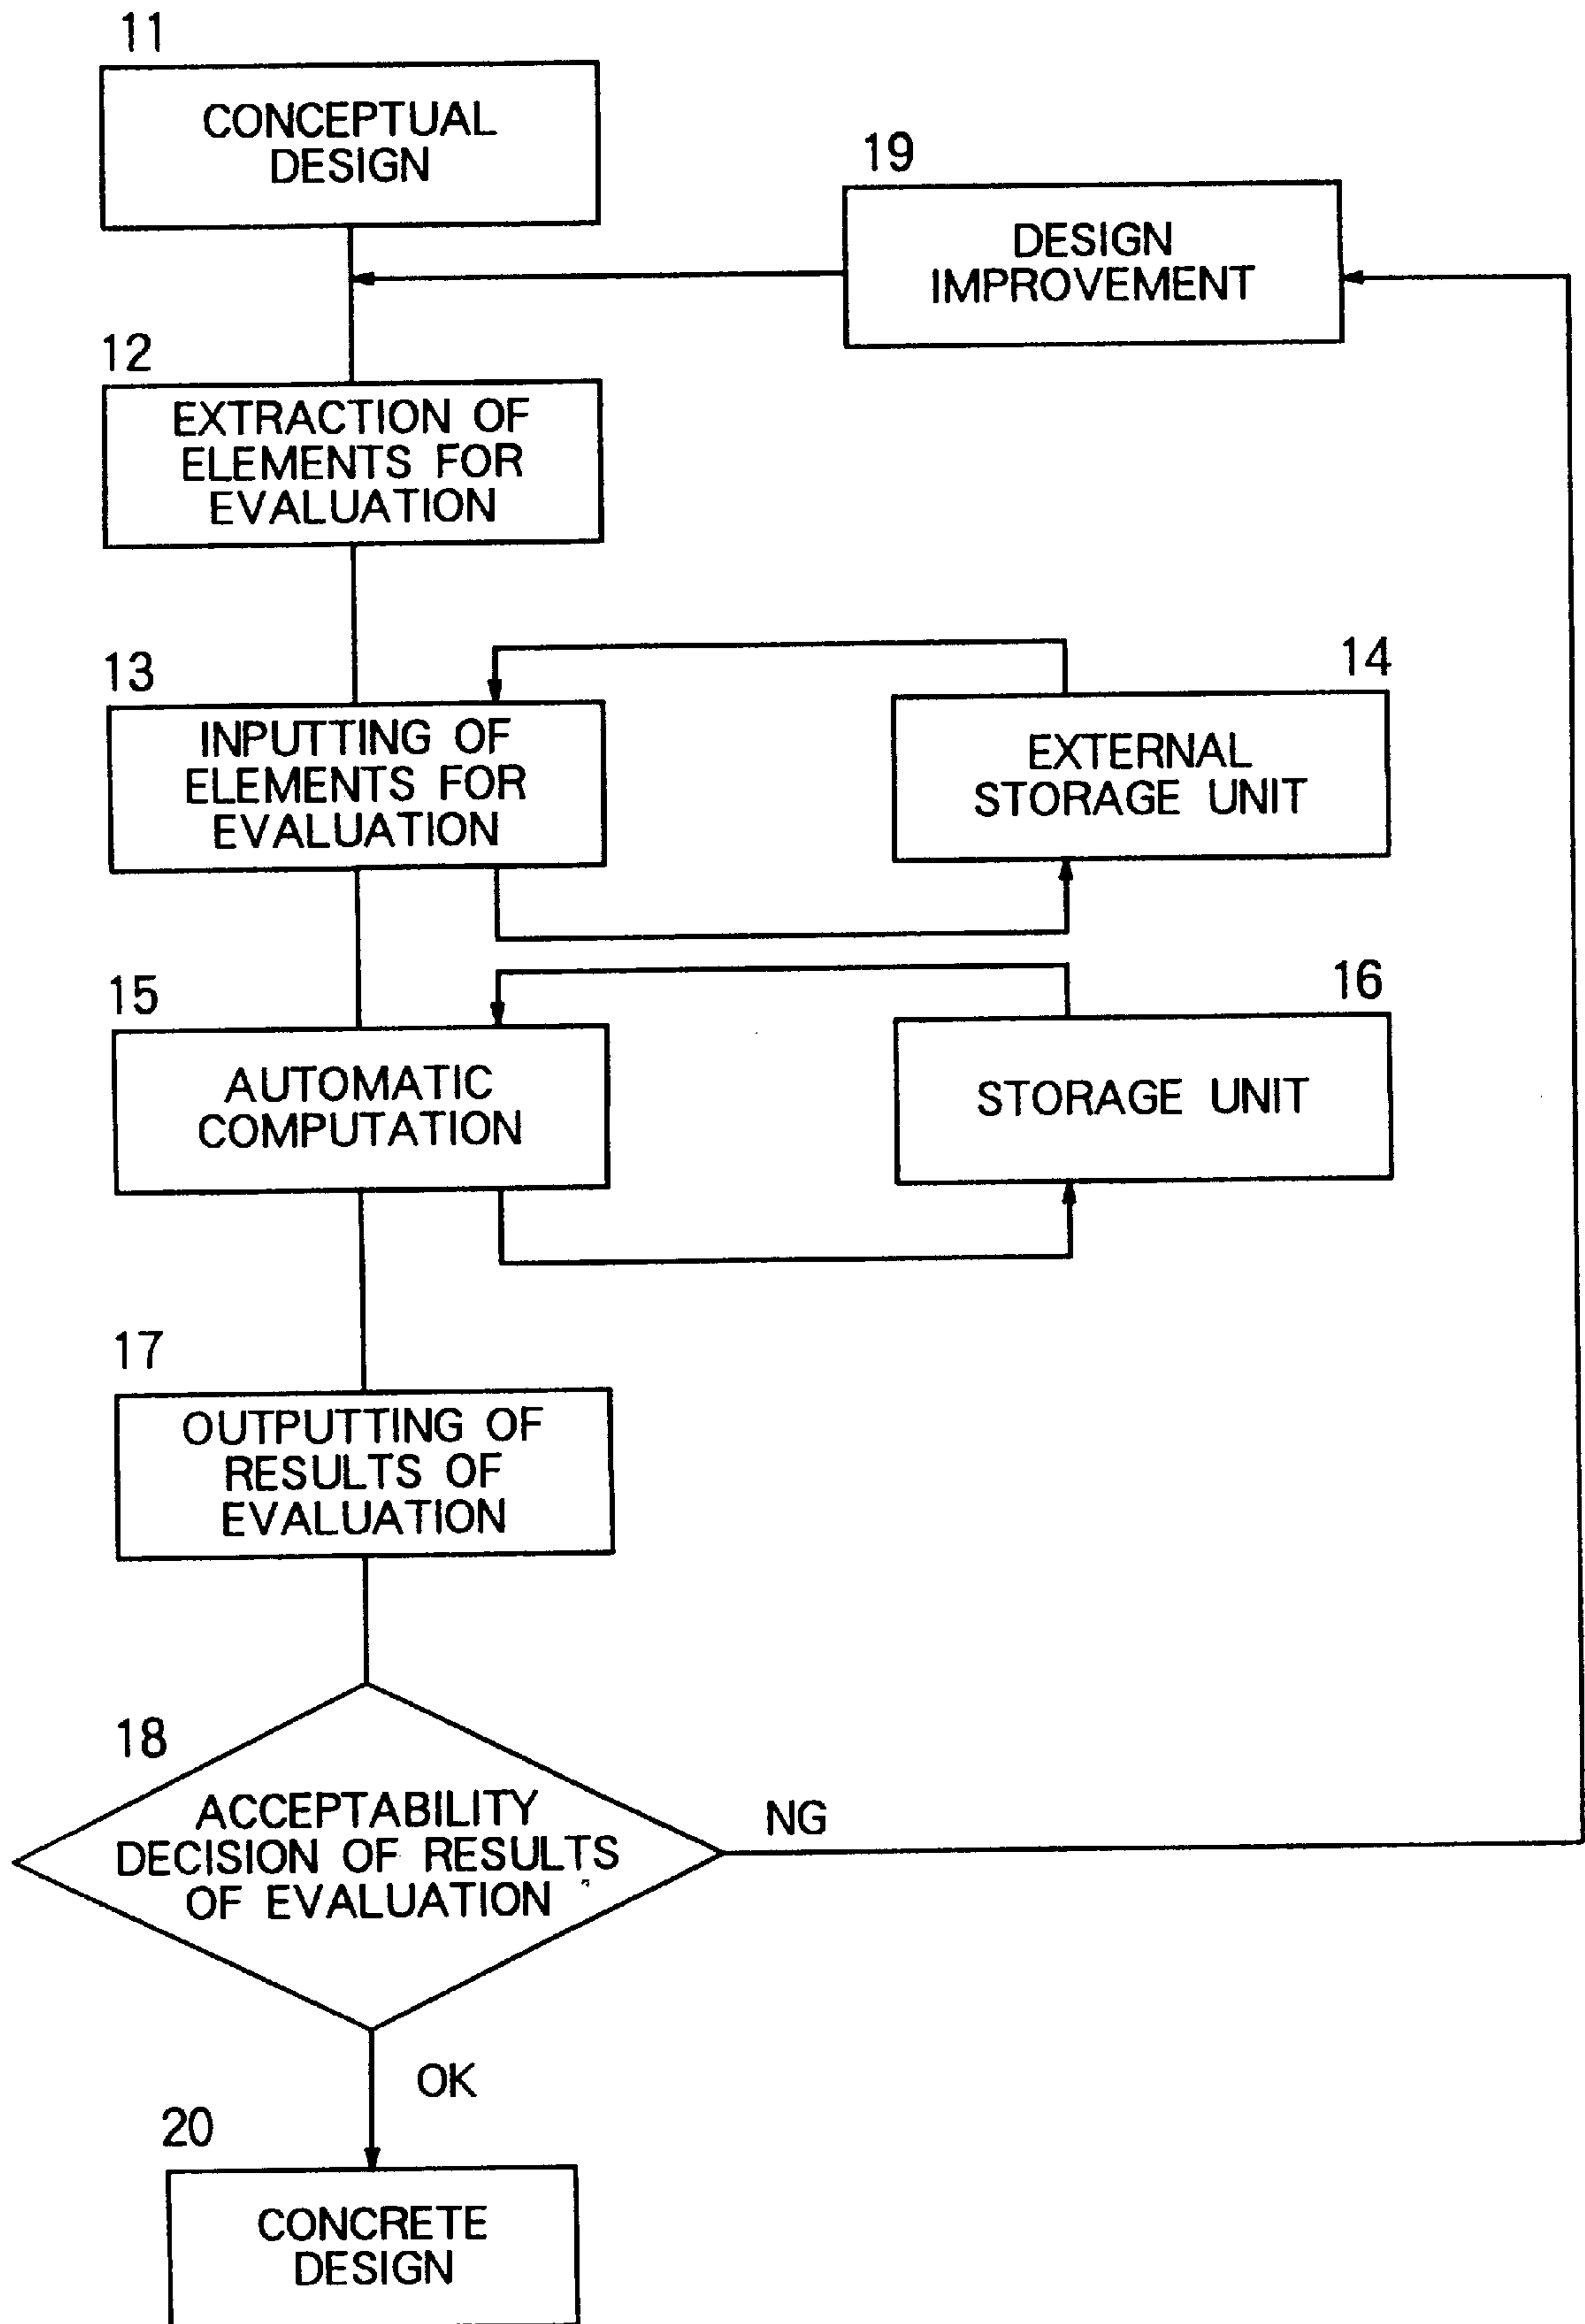 11
CONCEPTUAL
DESIGN
19
DESIGN
IMPROVEMENT
12
EXTRACTION OF
ELEMENTS FOR
EVALUATION
13
INPUTTING OF
ELEMENTS FOR
EVALUATION
14
EXTERNAL
STORAGE UNIT
15
AUTOMATIC
COMPUTATION
16
STORAGE UNIT
17
OUTPUTTING OF
RESULTS OF
EVALUATION
18
ACCEPTABILITY
DECISION OF RESULTS
OF EVALUATION
NG
OK
20
CONCRETE
DESIGN